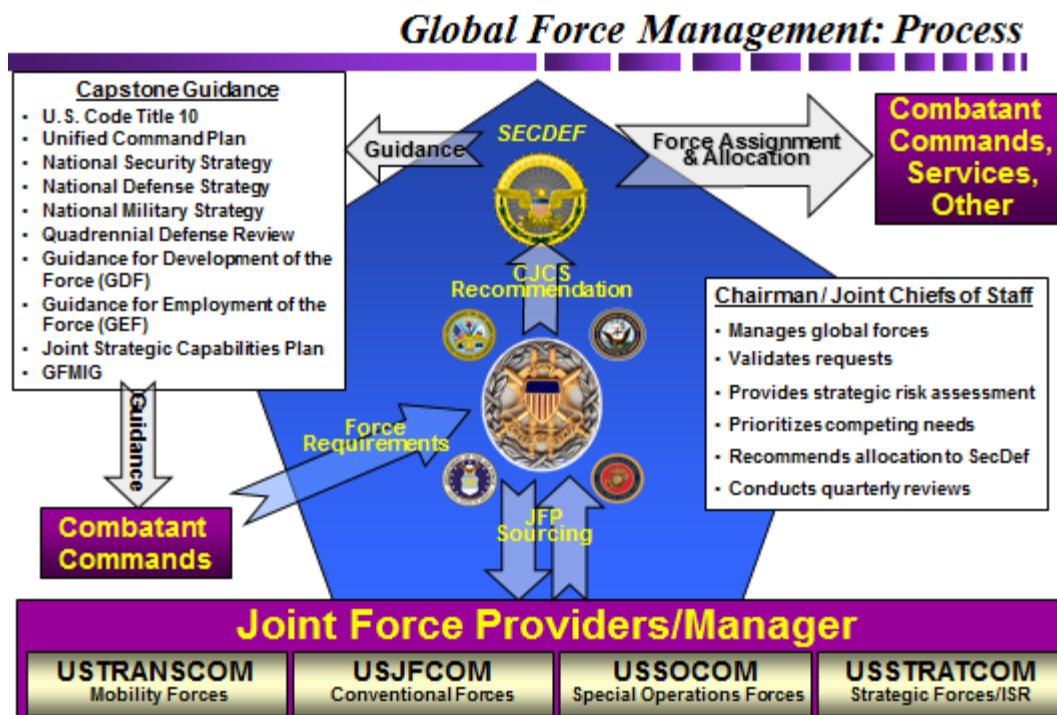 Global Force Management: Process
Capstone Guidance
• U.S. Code Title 10
• Unified Command Plan
• National Security Strategy
• National Defense Strategy
• National Military Strategy
• Quadrennial Defense Review
• Guidance for Development of the
Force (GDF)
• Guidance for Employment of the
Force (GEF)
• Joint Strategic Capabilities Plan
• GFMIG
Guidance
SECDEF
Force Assignment
& Allocation
Combatant
Commands,
Services,
Other
CJCS
Recommendation
Chairman / Joint Chiefs of Staff
• Manages global forces
• Validates requests
• Provides strategic risk assessment
• Prioritizes competing needs
• Recommends allocation to SecDef
• Conducts quarterly reviews
Guidance
Force
Requirements
Combatant
Commands
JFP
Sourcing
Joint Force Providers/Manager
USTRANSCOM
Mobility Forces
USJFCOM
Conventional Forces
USSOCOM
Special Operations Forces
USSTRATCOM
Strategic Forces/ISR